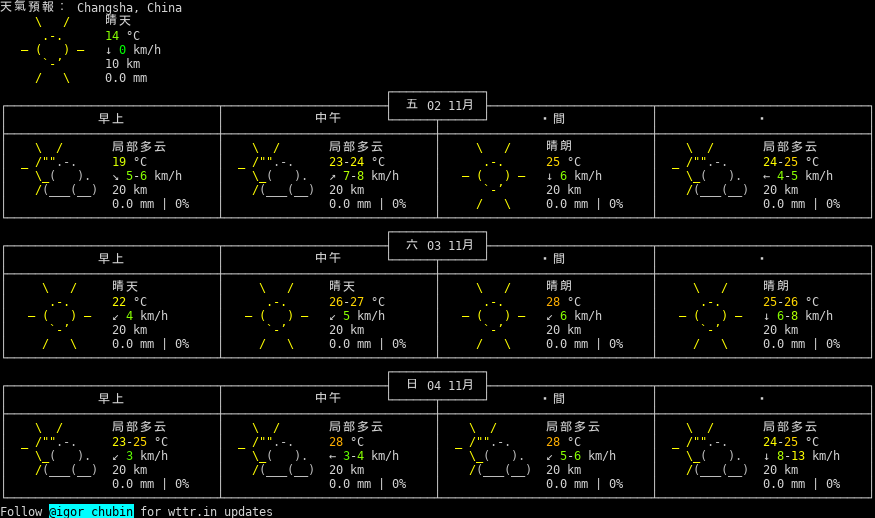 天氣預報： Changsha, China
晴天
14 °C
↓ 0 km/h
10 km
0.0 mm
五 02 11月
早上 中午 ·間 ·
局部多云 局部多云 晴朗 局部多云
19 °C 23-24 °C 25 °C 24-25 °C
↘ 5-6 km/h ↗ 7-8 km/h ↓ 6 km/h ← 4-5 km/h
20 km 20 km 20 km 20 km
0.0 mm | 0% 0.0 mm | 0% 0.0 mm | 0% 0.0 mm | 0%
六 03 11月
早上 中午 ·間 ·
晴天 晴天 晴朗 晴朗
22 °C 26-27 °C 28 °C 25-26 °C
↙ 4 km/h ↙ 5 km/h ↙ 6 km/h ↓ 6-8 km/h
20 km 20 km 20 km 20 km
0.0 mm | 0% 0.0 mm | 0% 0.0 mm | 0% 0.0 mm | 0%
日 04 11月
早上 中午 ·間 ·
局部多云 局部多云 局部多云 局部多云
23-25 °C 28 °C 28 °C 24-25 °C
↙ 3 km/h ← 3-4 km/h ↙ 5-6 km/h ↓ 8-13 km/h
20 km 20 km 20 km 20 km
0.0 mm | 0% 0.0 mm | 0% 0.0 mm | 0% 0.0 mm | 0%
Follow @igor_chubin for wttr.in updates